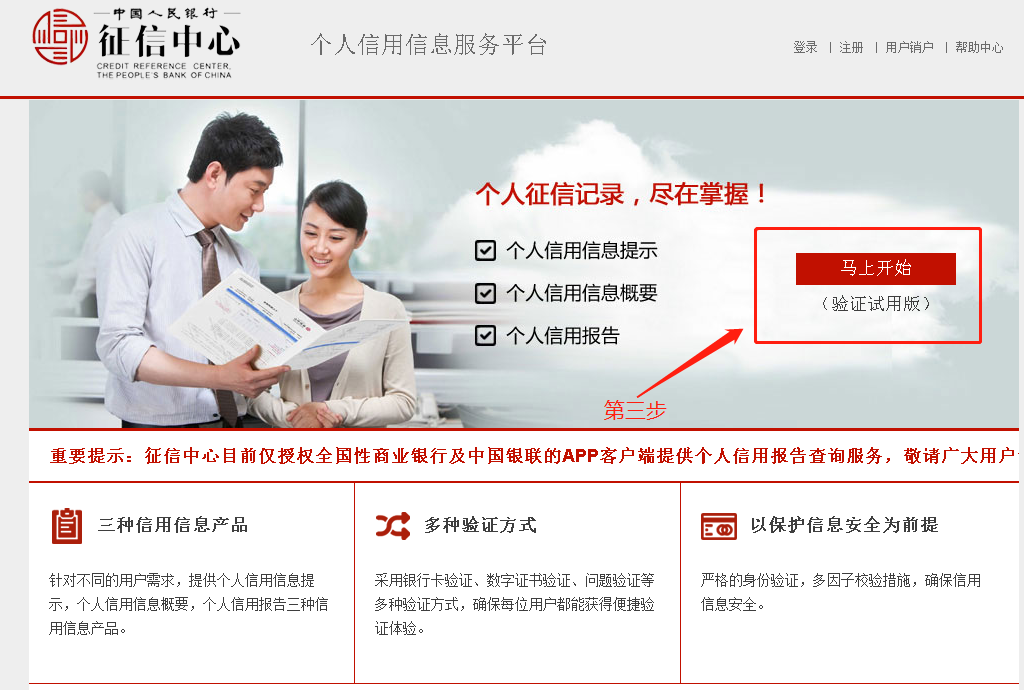 中国人民银行
征信中心
CREDIT REFERENCE CENTER,
THE PEOPLE'S BANK OF CHINA
个人信用信息服务平台
登录 | 注册 | 用户销户 | 帮助中心
个人征信记录，尽在掌握！
个人信用信息提示
个人信用信息概要
个人信用报告
马上开始
（验证试用版）
第三步
重要提示：征信中心目前仅授权全国性商业银行及中国银联的APP客户端提供个人信用报告查询服务，敬请广大用户
三种信用信息产品
针对不同的用户需求，提供个人信用信息提
示，个人信用信息概要，个人信用报告三种信
用信息产品。
多种验证方式
采用银行卡验证、数字证书验证、问题验证等
多种验证方式，确保每位用户都能获得便捷验
证体验。
以保护信息安全为前提
严格的身份验证，多因子校验措施，确保信用
信息安全。